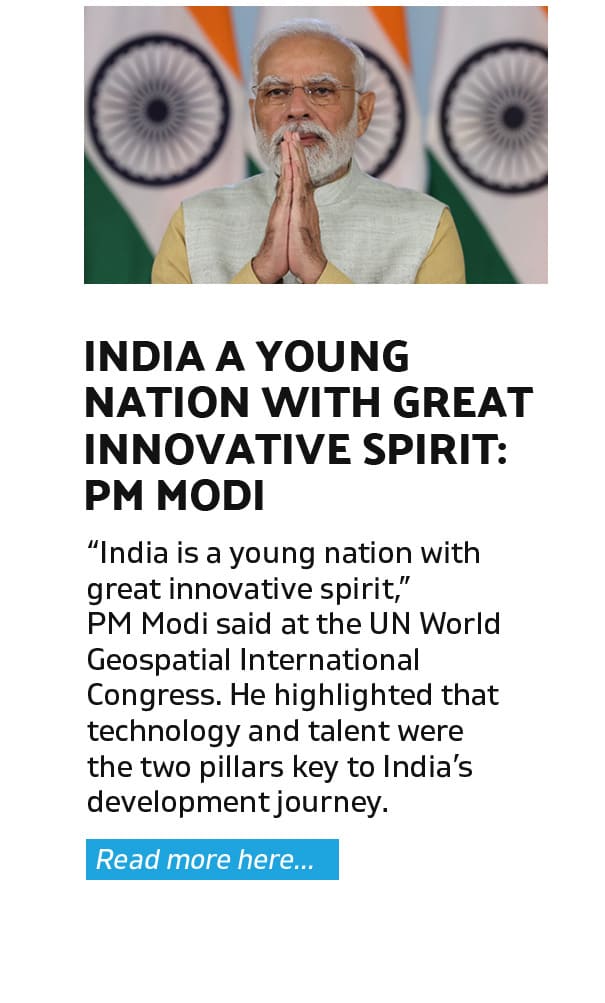 INDIA A YOUNG
NATION WITH GREAT
INNOVATIVE SPIRIT:
PM MODI
“India is a young nation with
great innovative spirit,”
PM Modi said at the UN World
Geospatial International
Congress. He highlighted that
technology and talent were
the two pillars key to India’s
development journey.
Read more here...